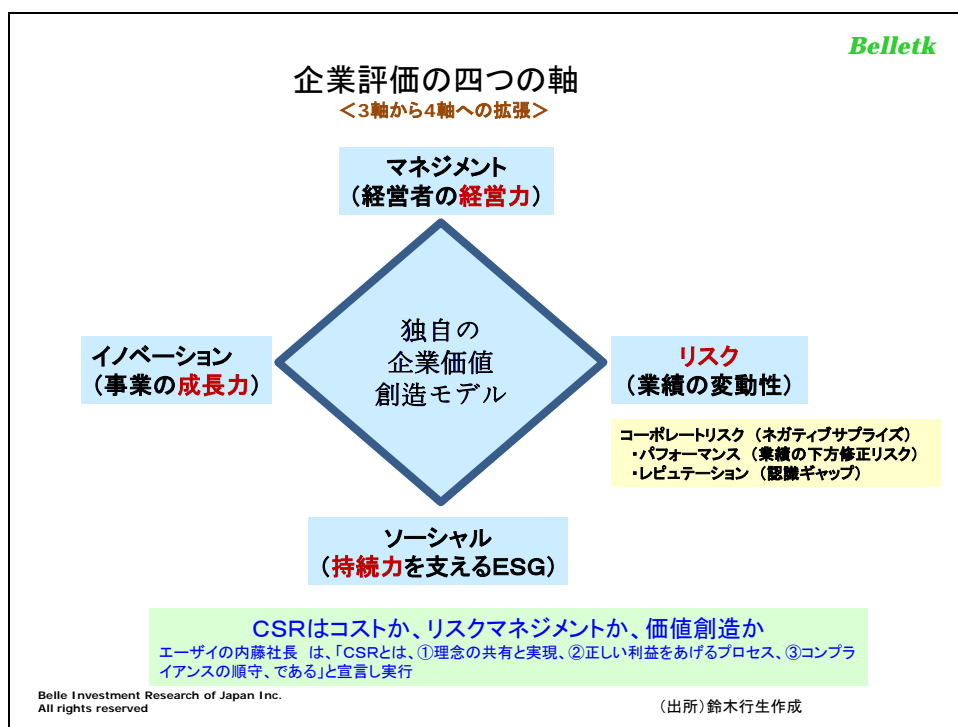 Belletk
企業評価の四つの軸
＜3軸から4軸への拡張＞
マネジメント
（経営者の経営力）
イノベーション
（事業の成長力）
独自の
企業価値
創造モデル
リスク
（業績の変動性）
コーポレートリスク （ネガティブサプライズ）
・パフォーマンス （業績の下方修正リスク）
・レピュテーション （認識ギャップ）
ソーシャル
（持続力を支えるESG）
CSRはコストか、リスクマネジメントか、価値創造か
エーザイの内藤社長 は、「CSRとは、①理念の共有と実現、②正しい利益をあげるプロセス、③コンプラ
イアンスの順守、である」と宣言し実行
Belle Investment Research of Japan Inc.
All rights reserved
（出所）鈴木行生作成